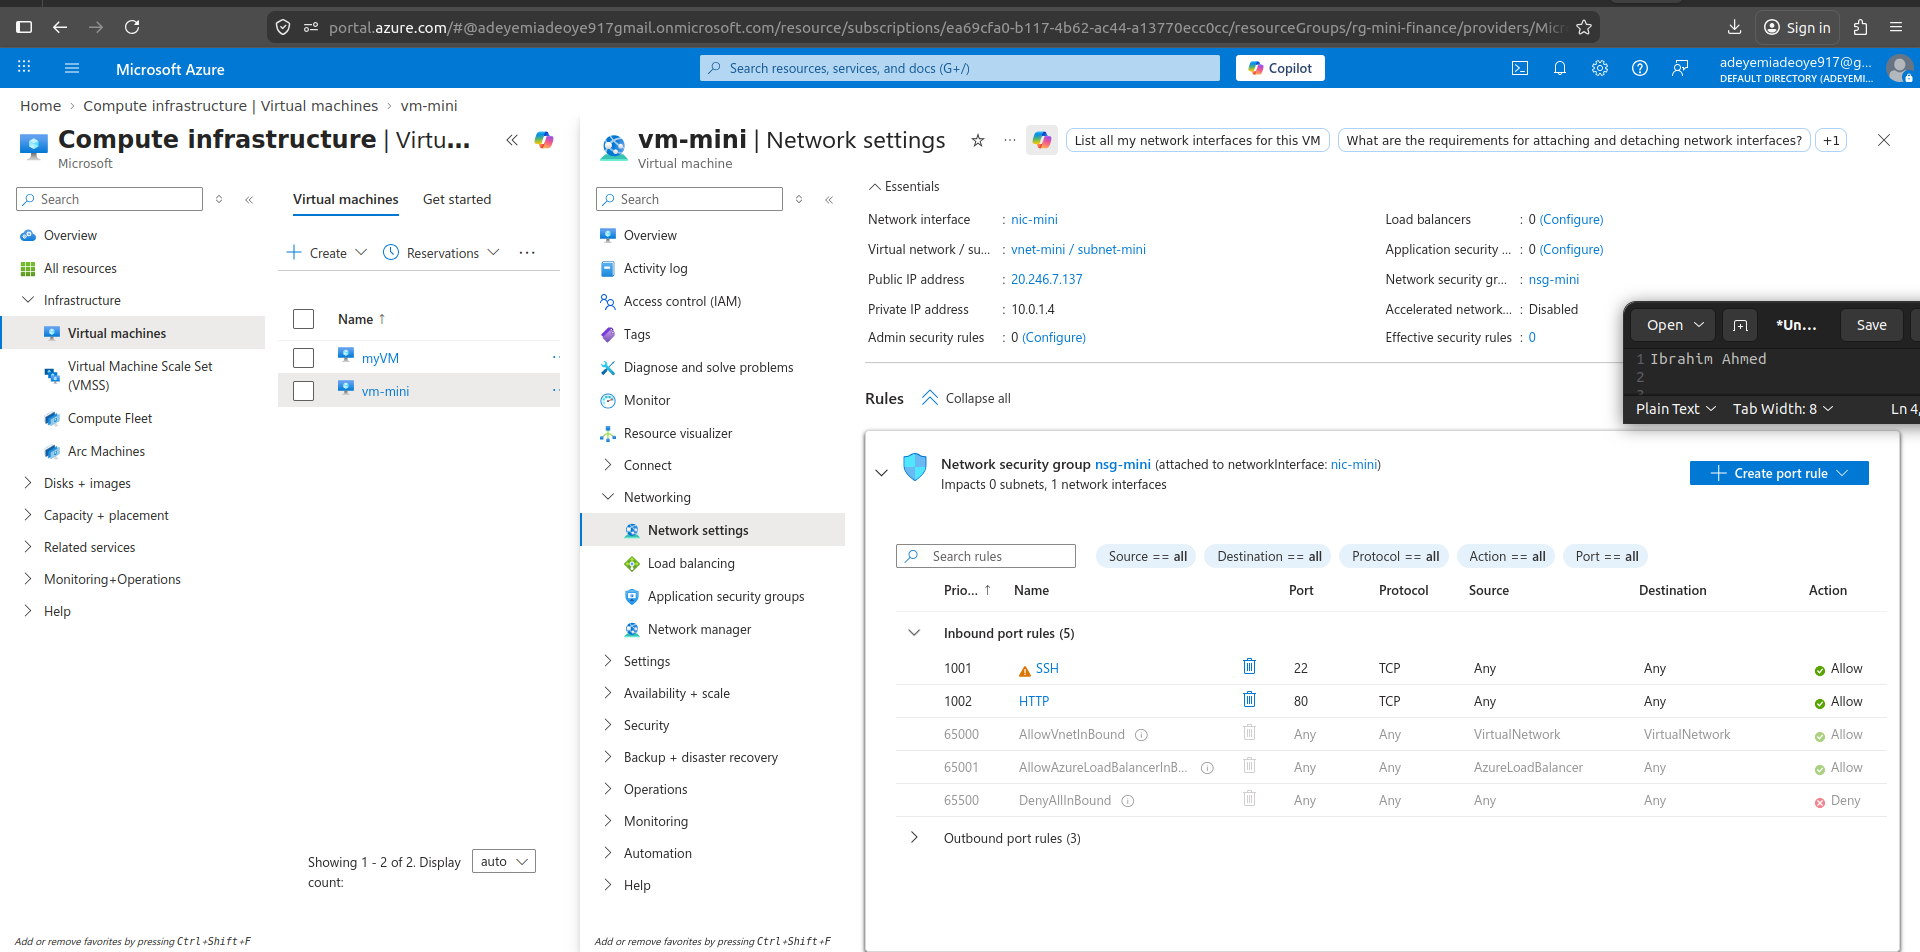 portal.azure.com/#@adeyemiadeoye917gmail.onmicrosoft.com/resource/subscriptions/ea69cfa0-b117-4b62-ac44-a13770ecc0cc/resourceGroups/rg-mini-finance/providers/Micr
Sign in
Microsoft Azure
Search resources, services, and docs (G+/)
Copilot
adeyemiadeoye917@g...
DEFAULT DIRECTORY (ADEYEMI...
Home > Compute infrastructure | Virtual machines > vm-mini
Compute infrastructure | Virtu...
Microsoft
Search
Overview
All resources
Infrastructure
Virtual machines
Virtual Machine Scale Set
(VMSS)
Compute Fleet
Arc Machines
Disks + images
Capacity + placement
Related services
Monitoring+Operations
Help
Add or remove favorites by pressing Ctrl+Shift+F
Virtual machines Get started
Create Reservations ...
Name ↑
myVM
vm-mini
Showing 1 - 2 of 2. Display
count:
auto
vm-mini | Network settings
Virtual machine
List all my network interfaces for this VM
What are the requirements for attaching and detaching network interfaces?
+1
Search
Overview
Activity log
Access control (IAM)
Tags
Diagnose and solve problems
Monitor
Resource visualizer
Connect
Networking
Network settings
Load balancing
Application security groups
Network manager
Settings
Availability + scale
Security
Backup + disaster recovery
Operations
Monitoring
Automation
Help
Add or remove favorites by pressing Ctrl+Shift+F
Essentials
Network interface : nic-mini
Virtual network / su... : vnet-mini / subnet-mini
Public IP address : 20.246.7.137
Private IP address : 10.0.1.4
Admin security rules : 0 (Configure)
Load balancers : 0 (Configure)
Application security ... : 0 (Configure)
Network security gr... : nsg-mini
Accelerated network... : Disabled
Effective security rules : 0
Open *Un... Save
1 Ibrahim Ahmed
2
Plain Text Tab Width: 8 Ln 4,
Rules Collapse all
Network security group nsg-mini (attached to networkInterface: nic-mini)
Impacts 0 subnets, 1 network interfaces
Create port rule
Search rules
Source == all
Destination == all
Protocol == all
Action == all
Port == all
Prio... ↑ Name Port Protocol Source Destination Action
Inbound port rules (5)
1001 SSH 22 TCP Any Any Allow
1002 HTTP 80 TCP Any Any Allow
65000 AllowVnetInBound Any Any VirtualNetwork VirtualNetwork Allow
65001 AllowAzureLoadBalancerInB... Any Any AzureLoadBalancer Any Allow
65500 DenyAllInBound Any Any Any Any Deny
Outbound port rules (3)